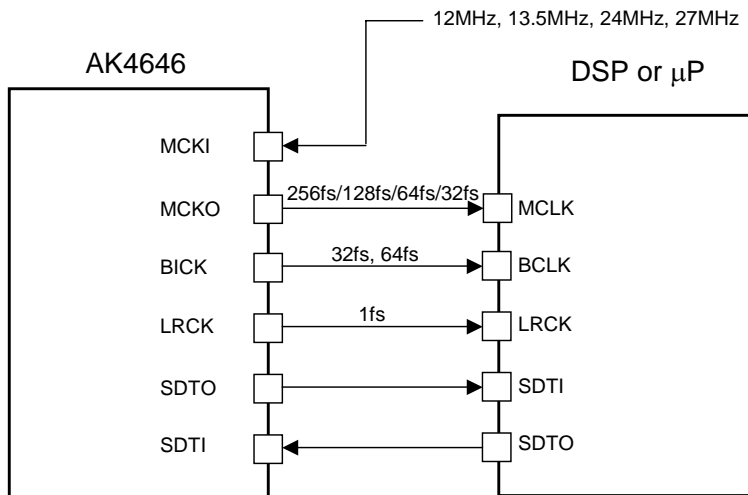 12MHz, 13.5MHz, 24MHz, 27MHz
AK4646
DSP or μP
MCKI
MCKO
256fs/128fs/64fs/32fs
MCLK
BICK
32fs, 64fs
BCLK
LRCK
1fs
LRCK
SDTO
SDTI
SDTI
SDTO